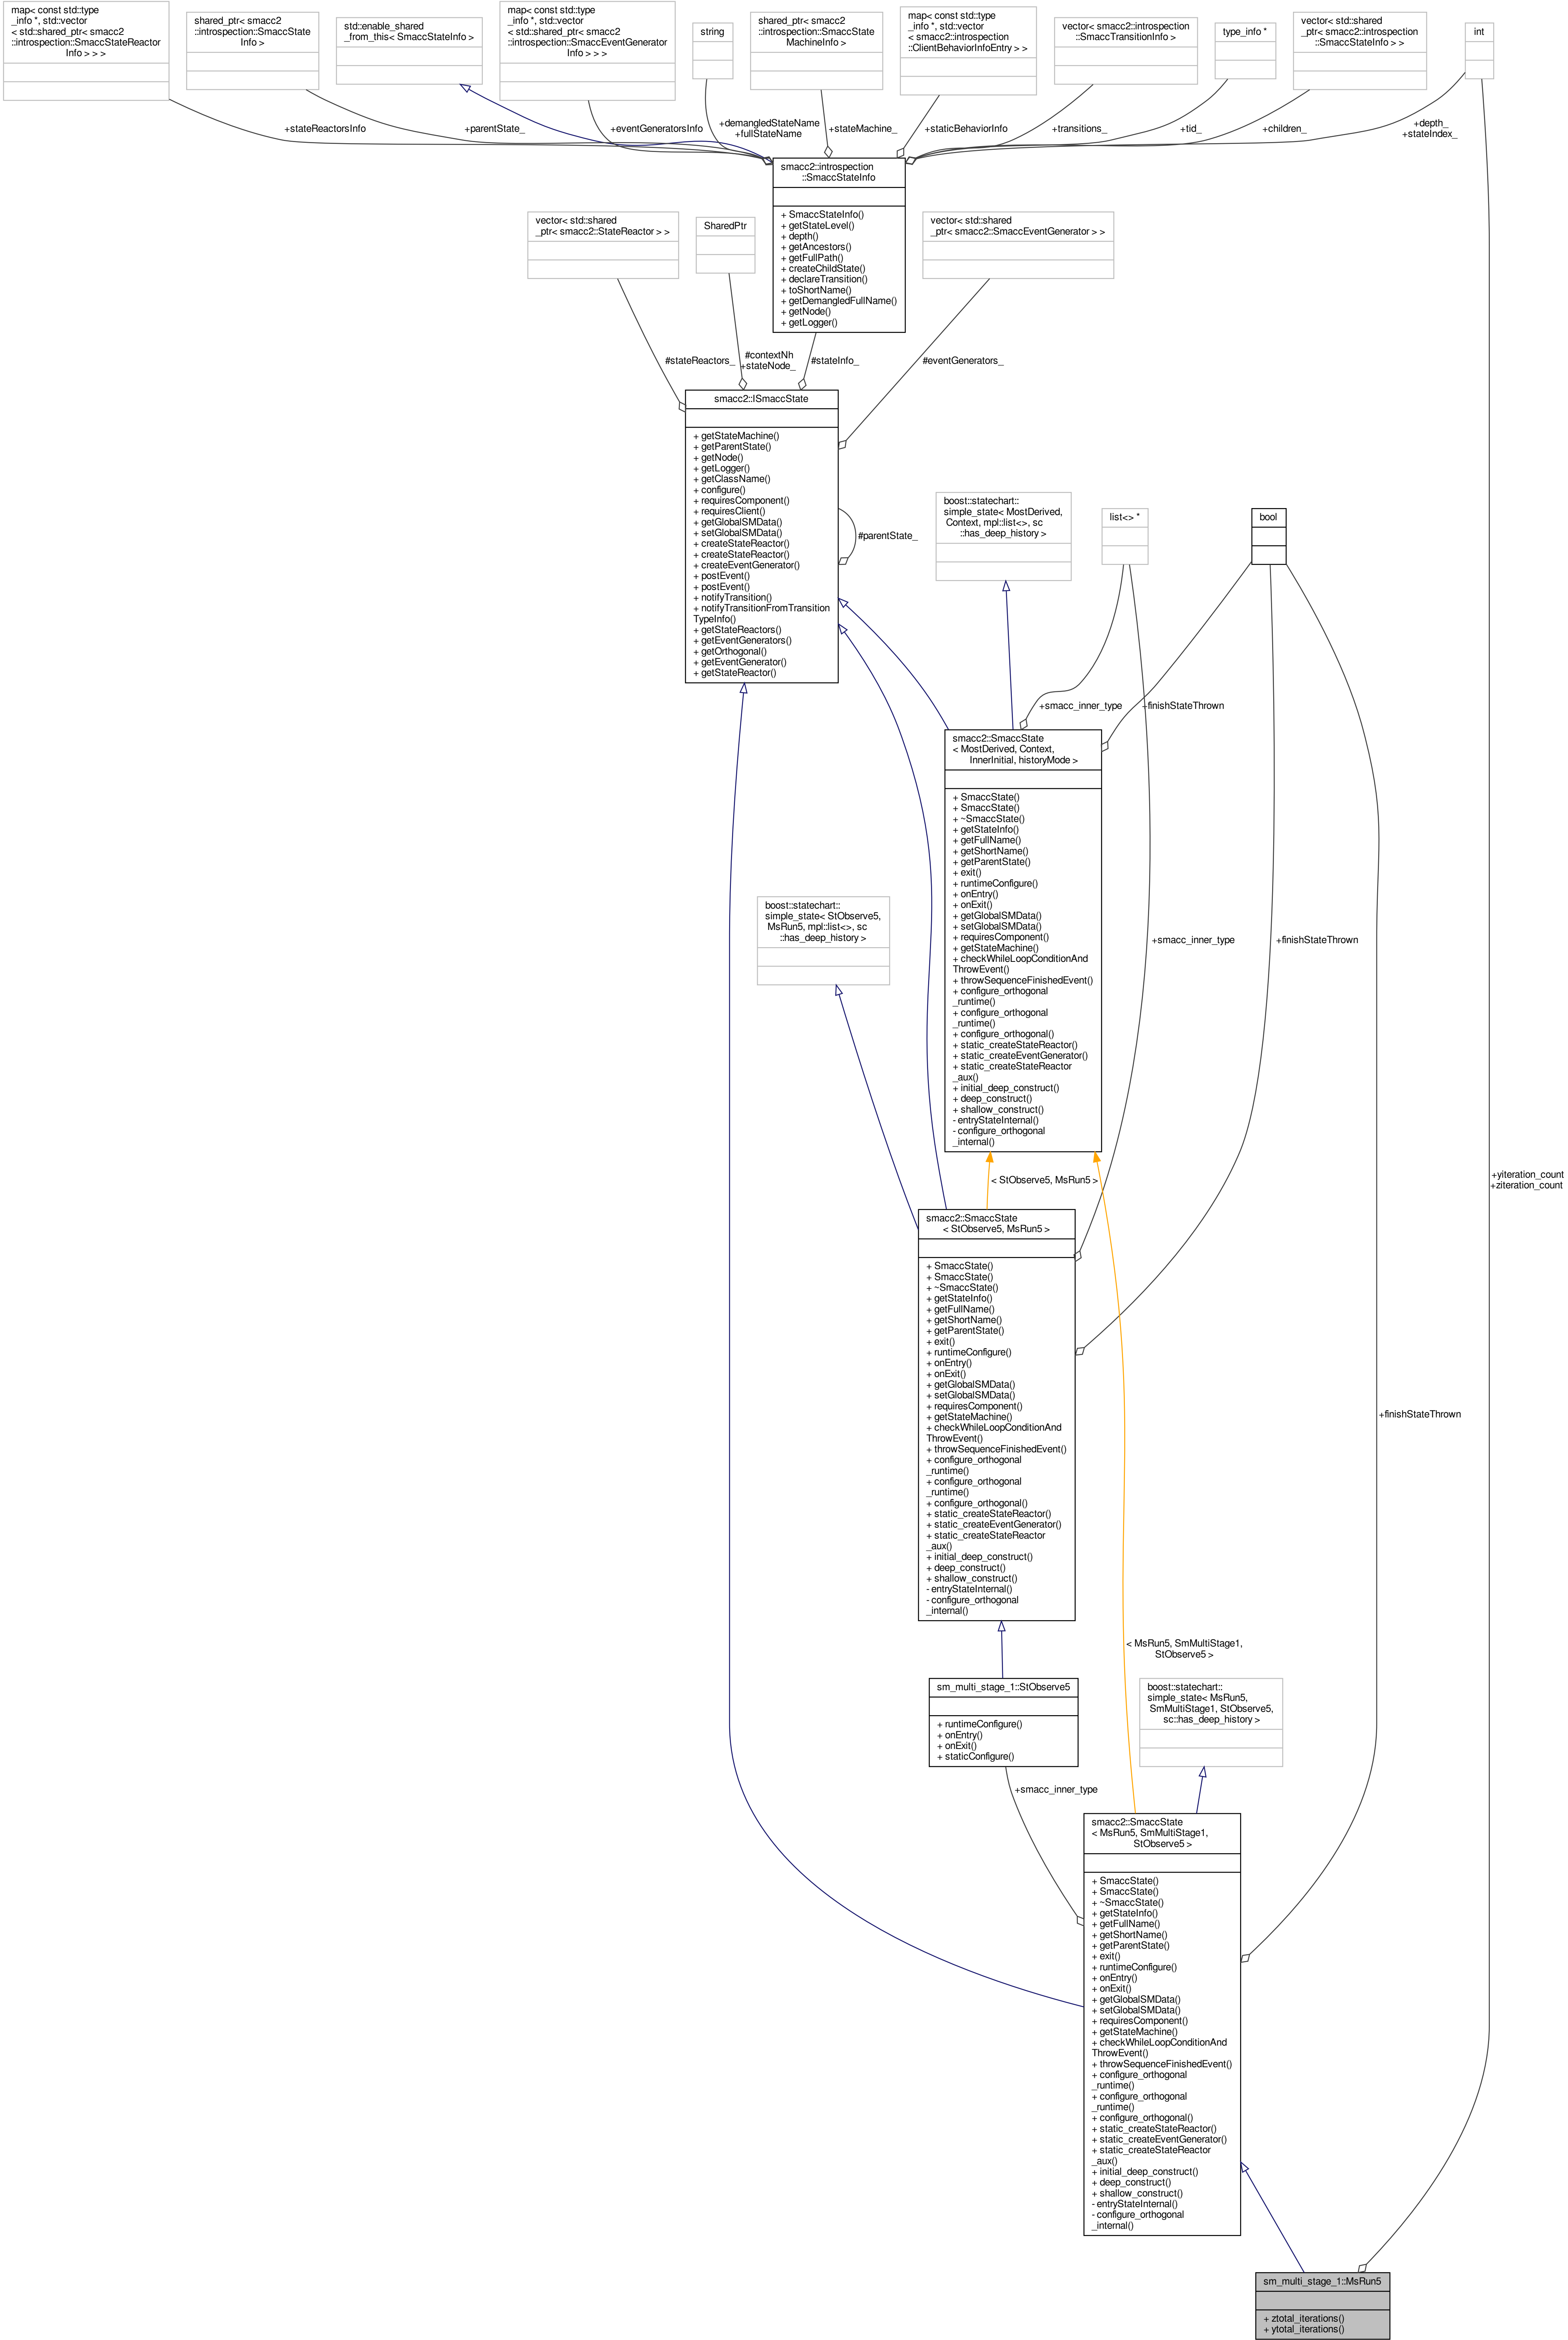 map< const std::type
_info *, std::vector
< std::shared_ptr< smacc2
::introspection::SmaccStateReactor
Info > > >
shared_ptr< smacc2
::introspection::SmaccState
Info >
std::enable_shared
_from_this< SmaccStateInfo >
map< const std::type
_info *, std::vector
< std::shared_ptr< smacc2
::introspection::SmaccEventGenerator
Info > > >
string
shared_ptr< smacc2
::introspection::SmaccState
MachineInfo >
map< const std::type
_info *, std::vector
< smacc2::introspection
::ClientBehaviorInfoEntry > >
vector< smacc2::introspection
::SmaccTransitionInfo >
type_info *
vector< std::shared
_ptr< smacc2::introspection
::SmaccStateInfo > >
int
+stateReactorsInfo
+parentState_
+eventGeneratorsInfo
+demangledStateName
+fullStateName
+stateMachine_
+staticBehaviorInfo
+transitions_
+tid_
+children_
+depth_
+stateIndex_
smacc2::introspection
::SmaccStateInfo
+ SmaccStateInfo()
+ getStateLevel()
+ depth()
+ getAncestors()
+ getFullPath()
+ createChildState()
+ declareTransition()
+ toShortName()
+ getDemangledFullName()
+ getNode()
+ getLogger()
vector< std::shared
_ptr< smacc2::StateReactor > >
SharedPtr
vector< std::shared
_ptr< smacc2::SmaccEventGenerator > >
#stateReactors_
#contextNh
+stateNode_
#stateInfo_
#eventGenerators_
smacc2::ISmaccState
+ getStateMachine()
+ getParentState()
+ getNode()
+ getLogger()
+ getClassName()
+ configure()
+ requiresComponent()
+ requiresClient()
+ getGlobalSMData()
+ setGlobalSMData()
+ createStateReactor()
+ createStateReactor()
+ createEventGenerator()
+ postEvent()
+ postEvent()
+ notifyTransition()
+ notifyTransitionFromTransition
TypeInfo()
+ getStateReactors()
+ getEventGenerators()
+ getOrthogonal()
+ getEventGenerator()
+ getStateReactor()
#parentState_
boost::statechart::
simple_state< MostDerived,
Context, mpl::list<>, sc
::has_deep_history >
list<> *
bool
+smacc_inner_type
+finishStateThrown
smacc2::SmaccState
< MostDerived, Context,
InnerInitial, historyMode >
+ SmaccState()
+ SmaccState()
+ ~SmaccState()
+ getStateInfo()
+ getFullName()
+ getShortName()
+ getParentState()
+ exit()
+ runtimeConfigure()
+ onEntry()
+ onExit()
+ getGlobalSMData()
+ setGlobalSMData()
+ requiresComponent()
+ getStateMachine()
+ checkWhileLoopConditionAnd
ThrowEvent()
+ throwSequenceFinishedEvent()
+ configure_orthogonal
_runtime()
+ configure_orthogonal
_runtime()
+ configure_orthogonal()
+ static_createStateReactor()
+ static_createEventGenerator()
+ static_createStateReactor
_aux()
+ initial_deep_construct()
+ deep_construct()
+ shallow_construct()
- entryStateInternal()
- configure_orthogonal
_internal()
boost::statechart::
simple_state< StObserve5,
MsRun5, mpl::list<>, sc
::has_deep_history >
+smacc_inner_type
+finishStateThrown
< StObserve5, MsRun5 >
+yiteration_count
+ziteration_count
smacc2::SmaccState
< StObserve5, MsRun5 >
+ SmaccState()
+ SmaccState()
+ ~SmaccState()
+ getStateInfo()
+ getFullName()
+ getShortName()
+ getParentState()
+ exit()
+ runtimeConfigure()
+ onEntry()
+ onExit()
+ getGlobalSMData()
+ setGlobalSMData()
+ requiresComponent()
+ getStateMachine()
+ checkWhileLoopConditionAnd
ThrowEvent()
+ throwSequenceFinishedEvent()
+ configure_orthogonal
_runtime()
+ configure_orthogonal
_runtime()
+ configure_orthogonal()
+ static_createStateReactor()
+ static_createEventGenerator()
+ static_createStateReactor
_aux()
+ initial_deep_construct()
+ deep_construct()
+ shallow_construct()
- entryStateInternal()
- configure_orthogonal
_internal()
+finishStateThrown
< MsRun5, SmMultiStage1,
StObserve5 >
sm_multi_stage_1::StObserve5
+ runtimeConfigure()
+ onEntry()
+ onExit()
+ staticConfigure()
boost::statechart::
simple_state< MsRun5,
SmMultiStage1, StObserve5,
sc::has_deep_history >
+smacc_inner_type
smacc2::SmaccState
< MsRun5, SmMultiStage1,
StObserve5 >
+ SmaccState()
+ SmaccState()
+ ~SmaccState()
+ getStateInfo()
+ getFullName()
+ getShortName()
+ getParentState()
+ exit()
+ runtimeConfigure()
+ onEntry()
+ onExit()
+ getGlobalSMData()
+ setGlobalSMData()
+ requiresComponent()
+ getStateMachine()
+ checkWhileLoopConditionAnd
ThrowEvent()
+ throwSequenceFinishedEvent()
+ configure_orthogonal
_runtime()
+ configure_orthogonal
_runtime()
+ configure_orthogonal()
+ static_createStateReactor()
+ static_createEventGenerator()
+ static_createStateReactor
_aux()
+ initial_deep_construct()
+ deep_construct()
+ shallow_construct()
- entryStateInternal()
- configure_orthogonal
_internal()
sm_multi_stage_1::MsRun5
+ ztotal_iterations()
+ ytotal_iterations()